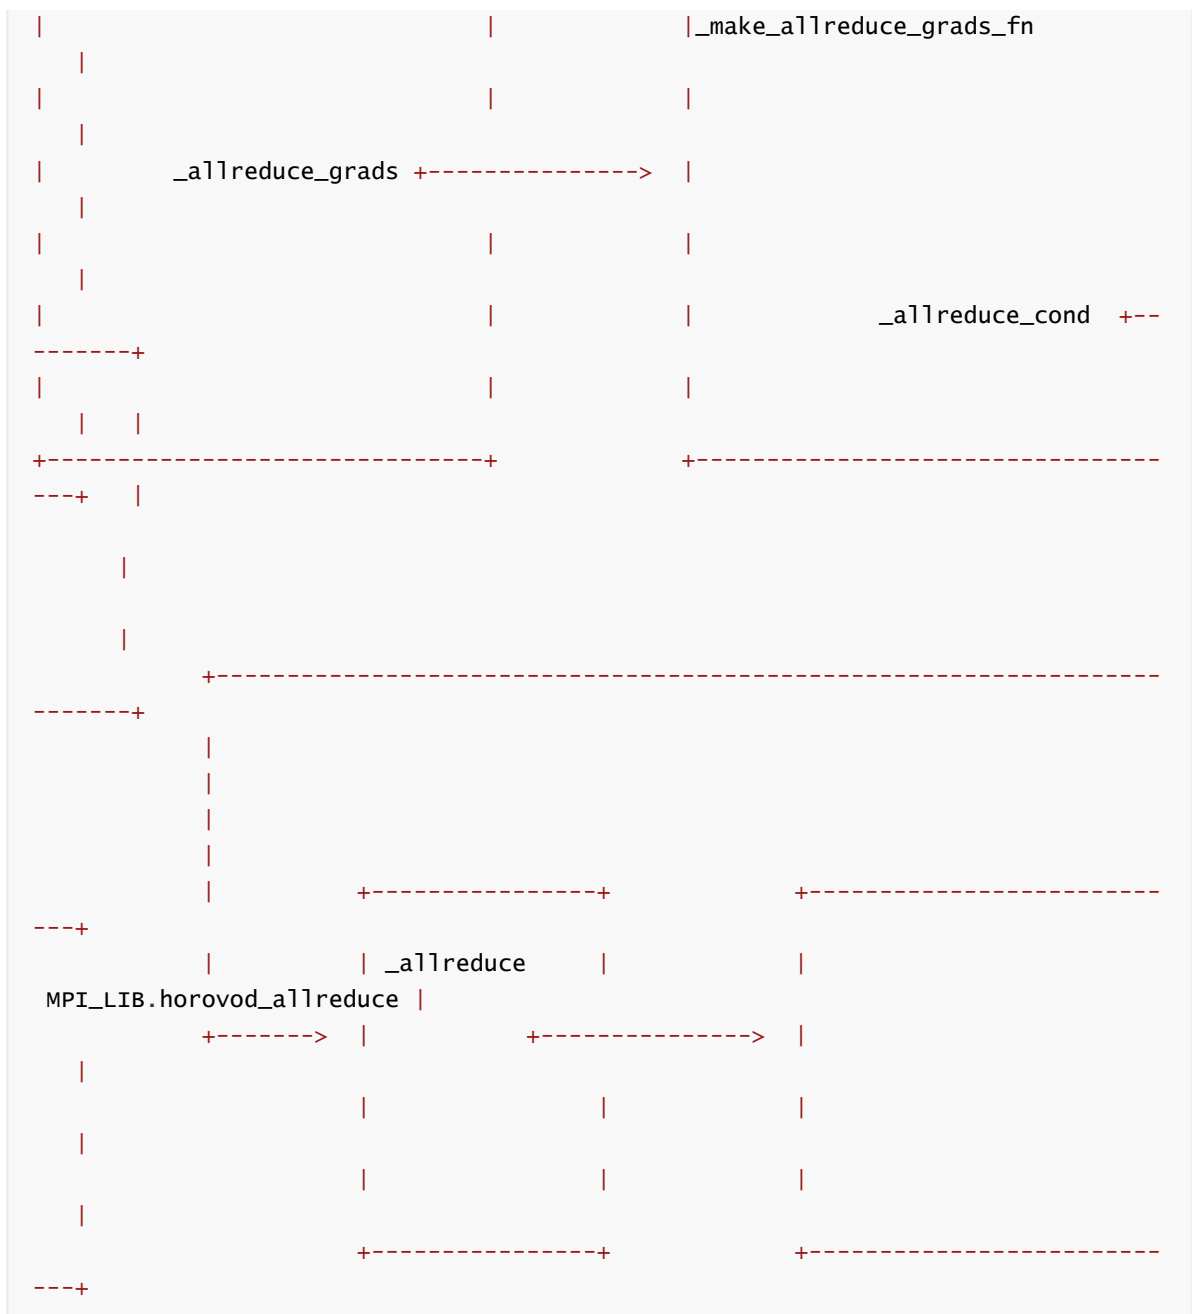 |                               |             |_make_allreduce_grads_fn
   |
|                               |             |
   |
|         _allreduce_grads +--------------->  |
   |
|                               |             |
   |
|                               |             |             _allreduce_cond  +--
-------+
|                               |             |
   |   |
+-------------------------------+             +---------------------------------
---+   |

      |

      |
            +-------------------------------------------------------------------
-------+
            |
            |
            |
            |
            |          +----------------+             +-------------------------
---+
            |          | _allreduce     |             |
 MPI_LIB.horovod_allreduce |
            +------->  |           +--------------->  |
   |
                       |                |             |
   |
                       |                |             |
   |
                       +----------------+             +-------------------------
---+